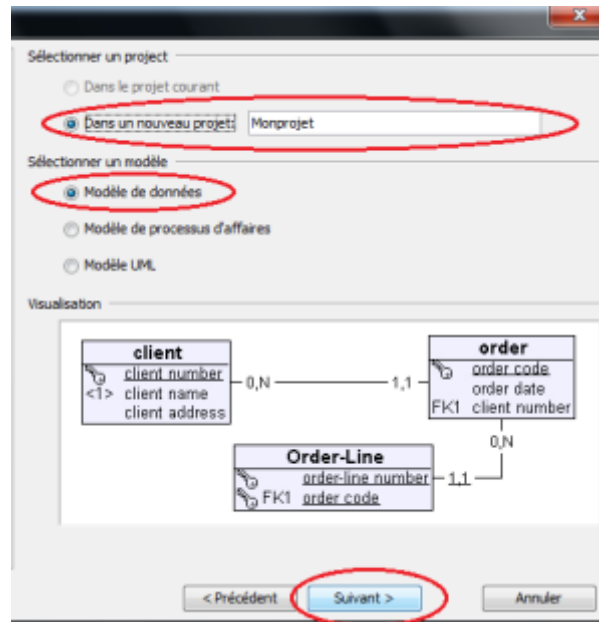 Sélectionner un project
Dans le projet courant
Dans un nouveau projet: Monprojet
Sélectionner un modèle
Modèle de données
Modèle de processus d'affaires
Modèle UML
Visualisation
client
client number
<1> client name
client address
0,N
1,1
order
order code
order date
FK1 client number
0,N
Order-Line
order-line number
FK1 order code
1,1
< Précédent
Suivant >
Annuler